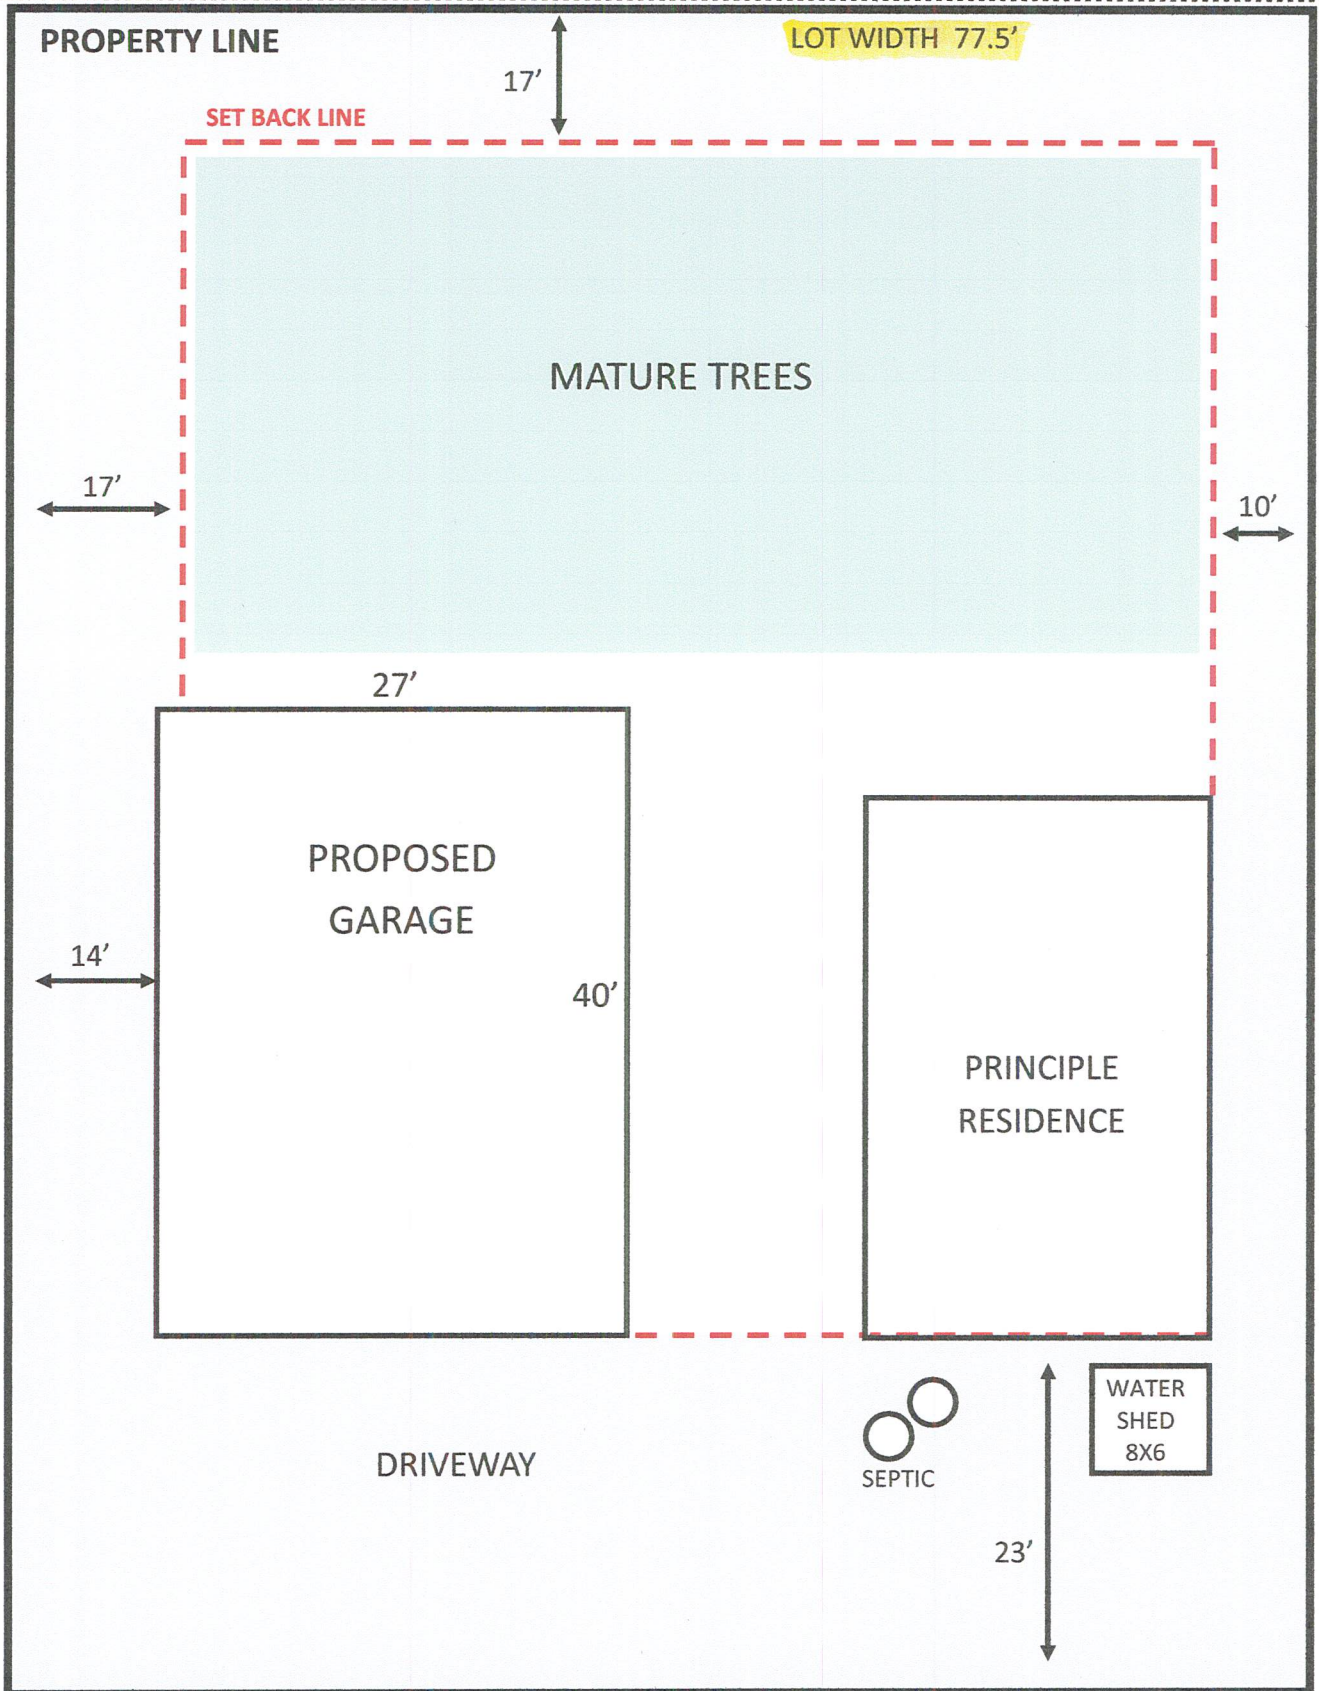 PROPERTY LINE
LOT WIDTH 77.5’
17’
SET BACK LINE
MATURE TREES
17’
10’
27’
PROPOSED
GARAGE
14’
40’
PRINCIPLE
RESIDENCE
WATER
SHED
8X6
DRIVEWAY
SEPTIC
23’